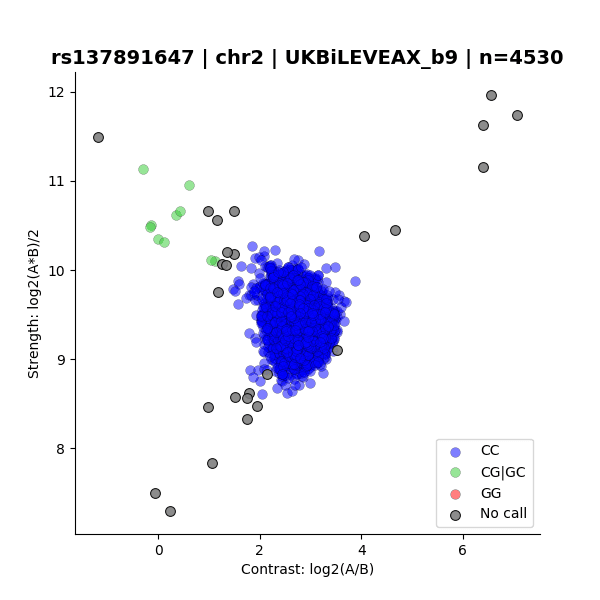 rs137891647 | chr2 | UKBiLEVEAX_b9 | n=4530
Strength: log2(A*B)/2
12
11
10
9
8
0
2
4
6
Contrast: log2(A/B)
CC
CG|GC
GG
No call